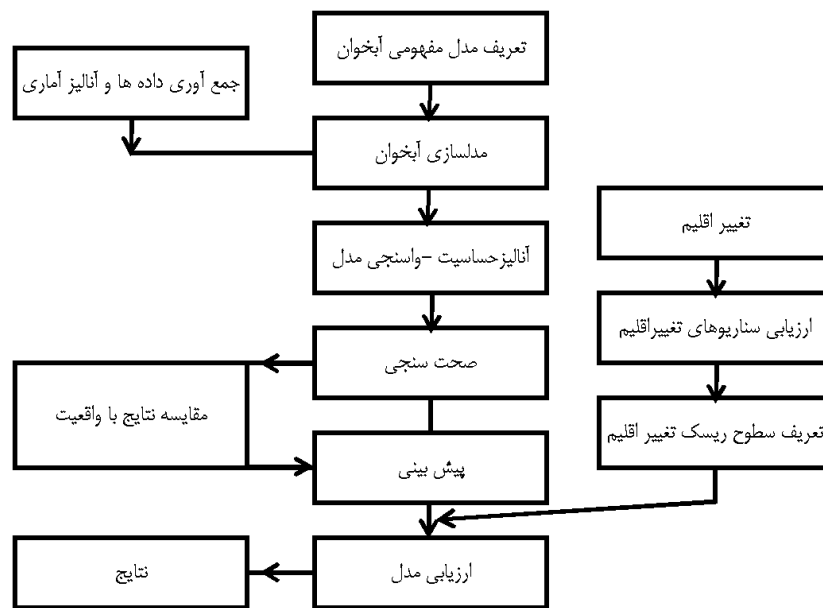 تعریف مدل مفهومی آبخوان
جمع آوری داده ها و آنالیز آماری
مدلسازی آبخوان
تغییر اقلیم
آنالیزحساسیت -واسنجی مدل
ارزیابی سناریوهای تغییراقلیم
صحت سنجی
مقایسه نتایج با واقعیت
تعریف سطوح ریسک تغییر اقلیم
پیش بینی
ارزیابی مدل
نتایج